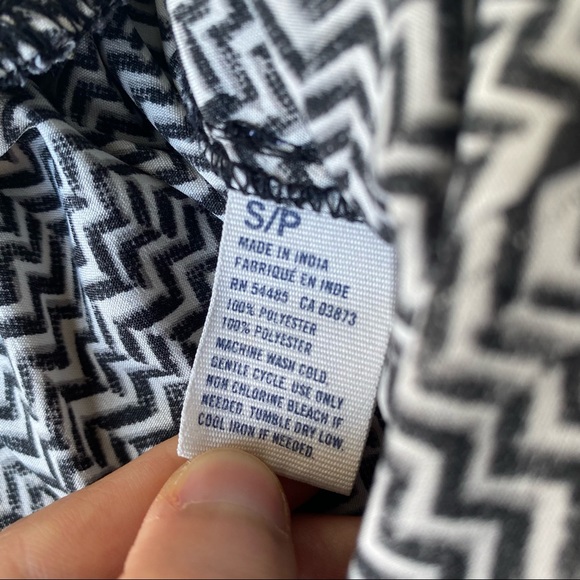 S/P
MADE IN INDIA
FABRIQUÉ EN INDE
RN 54485 CA 03873
100% POLYESTER
100% POLYESTER
MACHINE WASH COLD.
GENTLE CYCLE. USE ONLY
NON CHLORINE BLEACH IF
NEEDED. TUMBLE DRY LOW.
COOL IRON IF NEEDED.